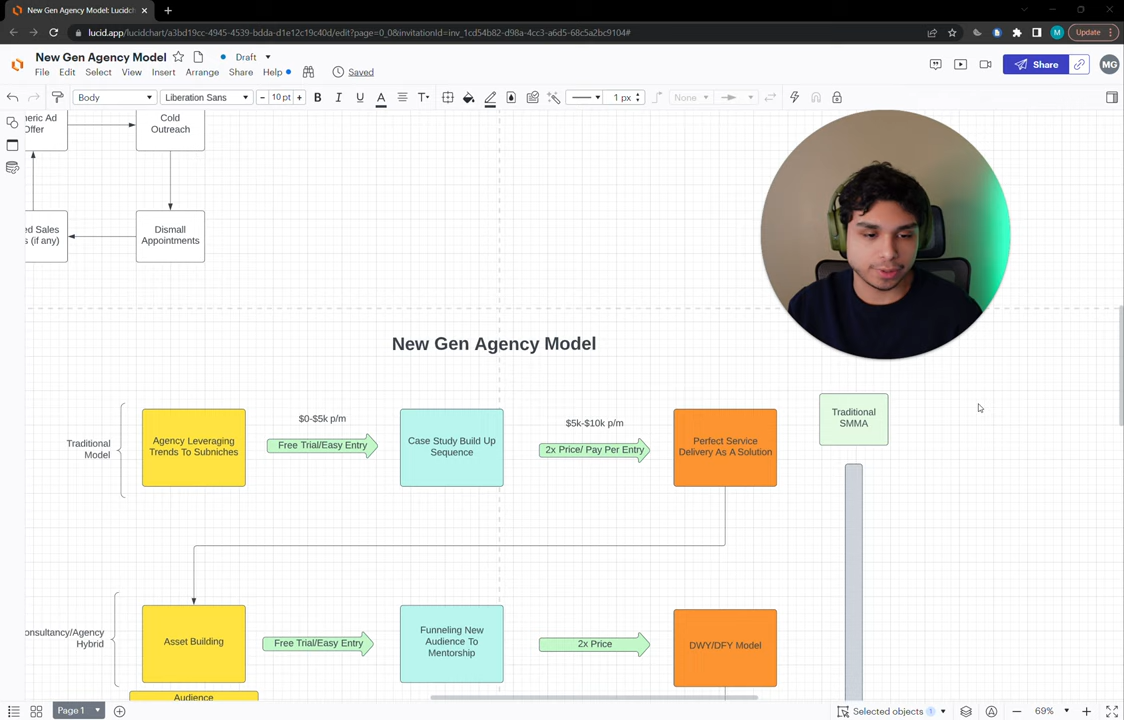 New Gen Agency Model: Lucidch
lucid.app/lucidchart/a3bd19cc-4945-4539-bdda-d1e12c19c40d/edit?page=0_0&invitationId=inv_1cd54b82-d98a-4cc3-a6d5-68c5a2bc9104#
M
Update
New Gen Agency Model
Draft
File Edit Select View Insert Arrange Share Help
Saved
Share
MG
Body
Liberation Sans
10 pt
B I U A T
1 px
None
neric Ad
Offer
Cold
Outreach
ed Sales
s (if any)
Dismall
Appointments
New Gen Agency Model
Traditional
Model
Agency Leveraging
Trends To Subniches
$0-$5k p/m
Free Trial/Easy Entry
Case Study Build Up
Sequence
$5k-$10k p/m
2x Price/ Pay Per Entry
Perfect Service
Delivery As A Solution
Traditional
SMMA
onsultancy/Agency
Hybrid
Asset Building
Free Trial/Easy Entry
Funneling New
Audience To
Mentorship
2x Price
DWY/DFY Model
Audience
Page 1
Selected objects 1
69%